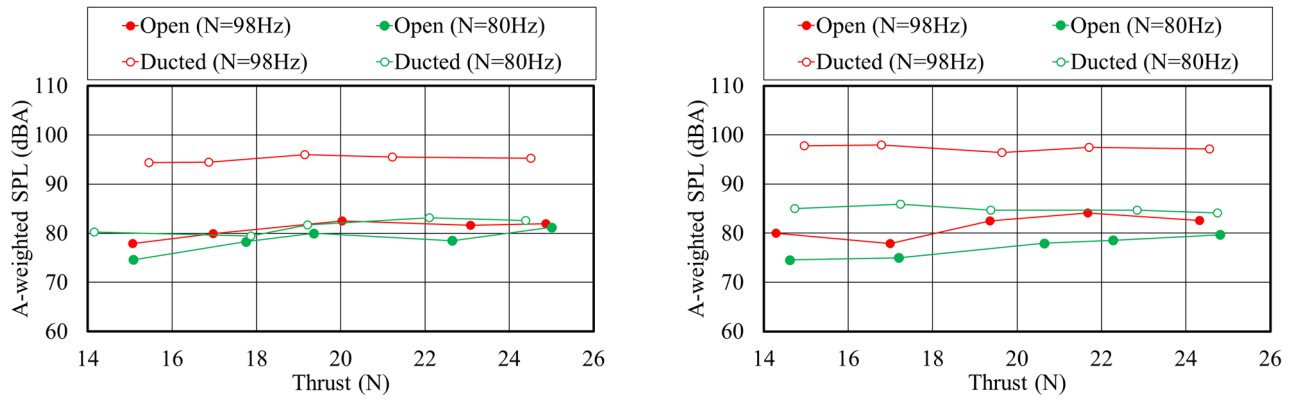 Open (N=98Hz) Open (N=80Hz)
Ducted (N=98Hz) Ducted (N=80Hz)
110
100
90
80
70
60
A-weighted SPL (dBA)
14 16 18 20 22 24 26
Thrust (N)
Open (N=98Hz) Open (N=80Hz)
Ducted (N=98Hz) Ducted (N=80Hz)
110
100
90
80
70
60
A-weighted SPL (dBA)
14 16 18 20 22 24 26
Thrust (N)